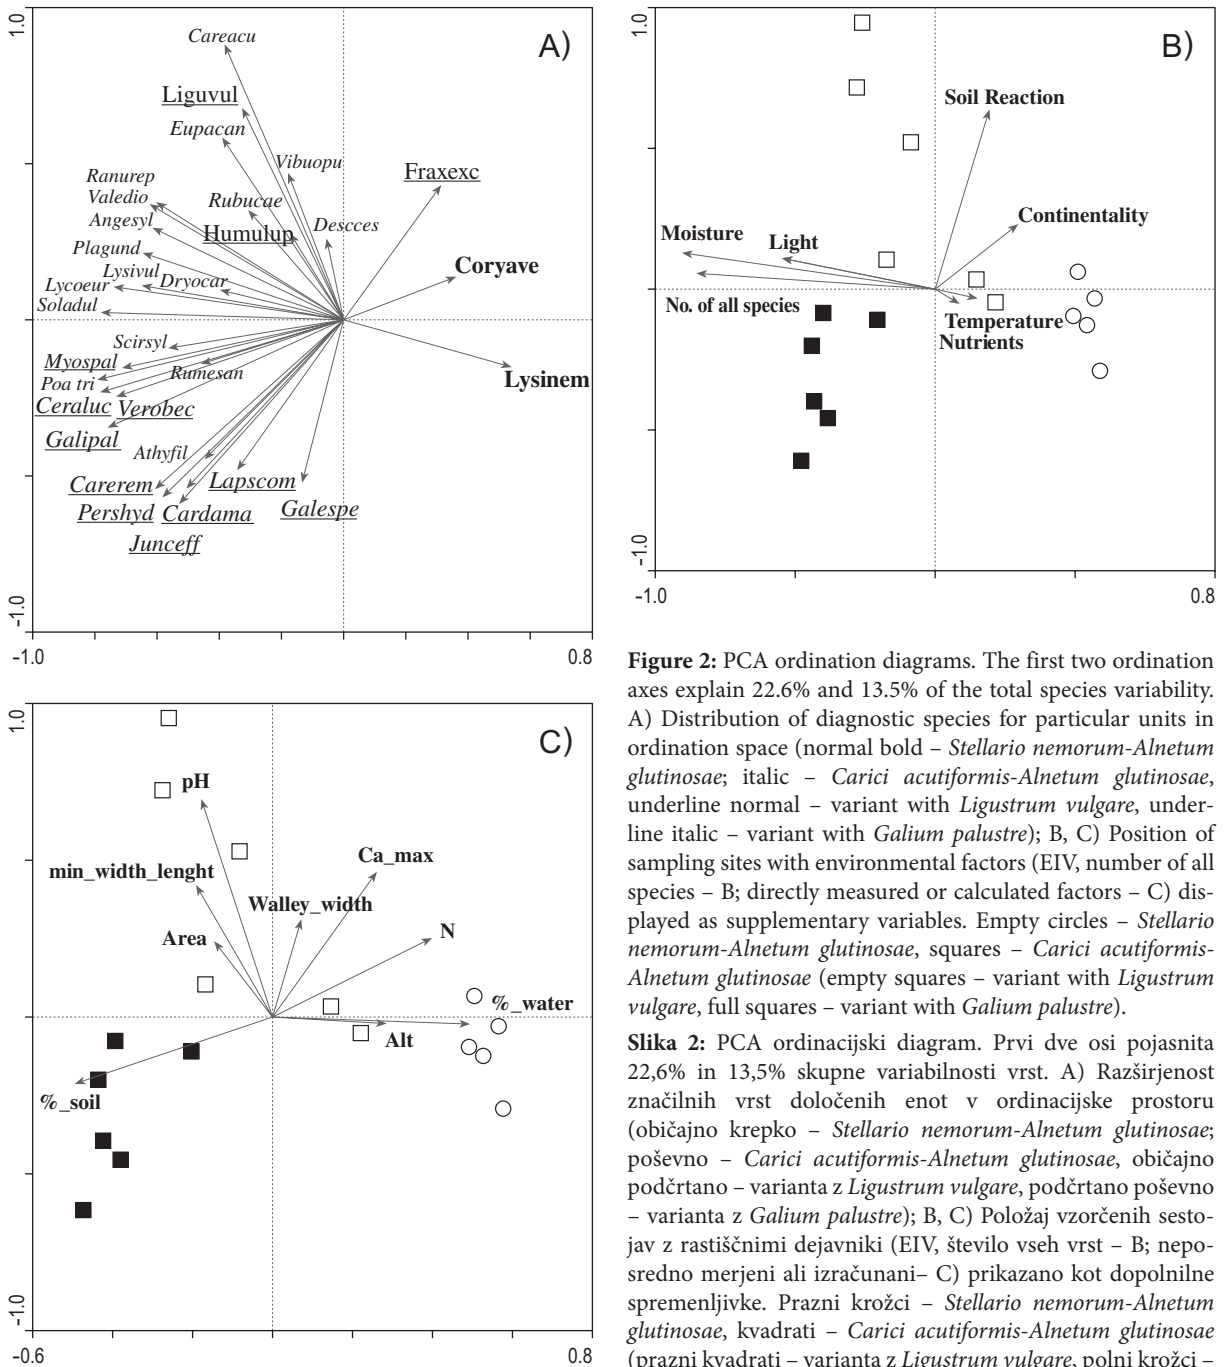 A)
1.0
Careacu
Liguvul
Eupacan
Vibuopu
Fraxexc
Ranurep
Valedio
Rubucae
Angesyl
Humulup
Descces
Plagund
Coryave
Lysivul
Lycoeur
Dryocar
Soladul
Scirsyl
Myospal
Rumesan
Poa tri
Lysinem
Ceraluc
Verobec
Galipal
Athyfil
Carerem
Lapscom
Pershyd
Cardama
Galespe
Junceff
-1.0
-1.0
0.8
B)
1.0
Soil Reaction
Continentality
Moisture
Light
No. of all species
Temperature
Nutrients
-1.0
-1.0
0.8
C)
1.0
pH
Ca_max
min_width_lenght
Walley_width
Area
N
%_water
Alt
%_soil
-1.0
-0.6
0.8
Figure 2: PCA ordination diagrams. The first two ordination
axes explain 22.6% and 13.5% of the total species variability.
A) Distribution of diagnostic species for particular units in
ordination space (normal bold – Stellario nemorum-Alnetum
glutinosae; italic – Carici acutiformis-Alnetum glutinosae,
underline normal – variant with Ligustrum vulgare, under-
line italic – variant with Galium palustre); B, C) Position of
sampling sites with environmental factors (EIV, number of all
species – B; directly measured or calculated factors – C) dis-
played as supplementary variables. Empty circles – Stellario
nemorum-Alnetum glutinosae, squares – Carici acutiformis-
Alnetum glutinosae (empty squares – variant with Ligustrum
vulgare, full squares – variant with Galium palustre).
Slika 2: PCA ordinacijski diagram. Prvi dve osi pojasnita
22,6% in 13,5% skupne variabilnosti vrst. A) Razširjenost
značilnih vrst določenih enot v ordinacijske prostoru
(običajno krepko – Stellario nemorum-Alnetum glutinosae;
poševno – Carici acutiformis-Alnetum glutinosae, običajno
podčrtano – varianta z Ligustrum vulgare, podčrtano poševno
– varianta z Galium palustre); B, C) Položaj vzorčenih sesto-
jav z rastiščnimi dejavniki (EIV, število vseh vrst – B; nepo-
sredno merjeni ali izračunani– C) prikazano kot dopolnilne
spremenljivke. Prazni krožci – Stellario nemorum-Alnetum
glutinosae, kvadrati – Carici acutiformis-Alnetum glutinosae
(prazni kvadrati – varianta z Ligustrum vulgare, polni krožci –